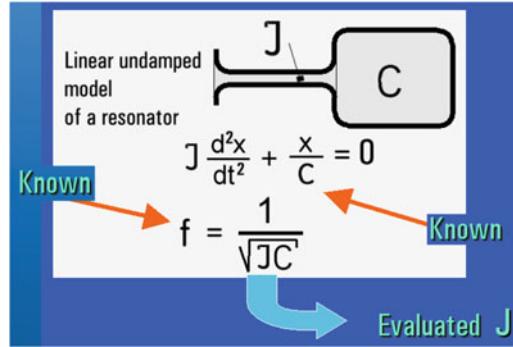 J
Linear undamped
model
of a resonator
C
J d²x/dt² + x/C = 0
Known
f = 1/√JC
Known
Evaluated J